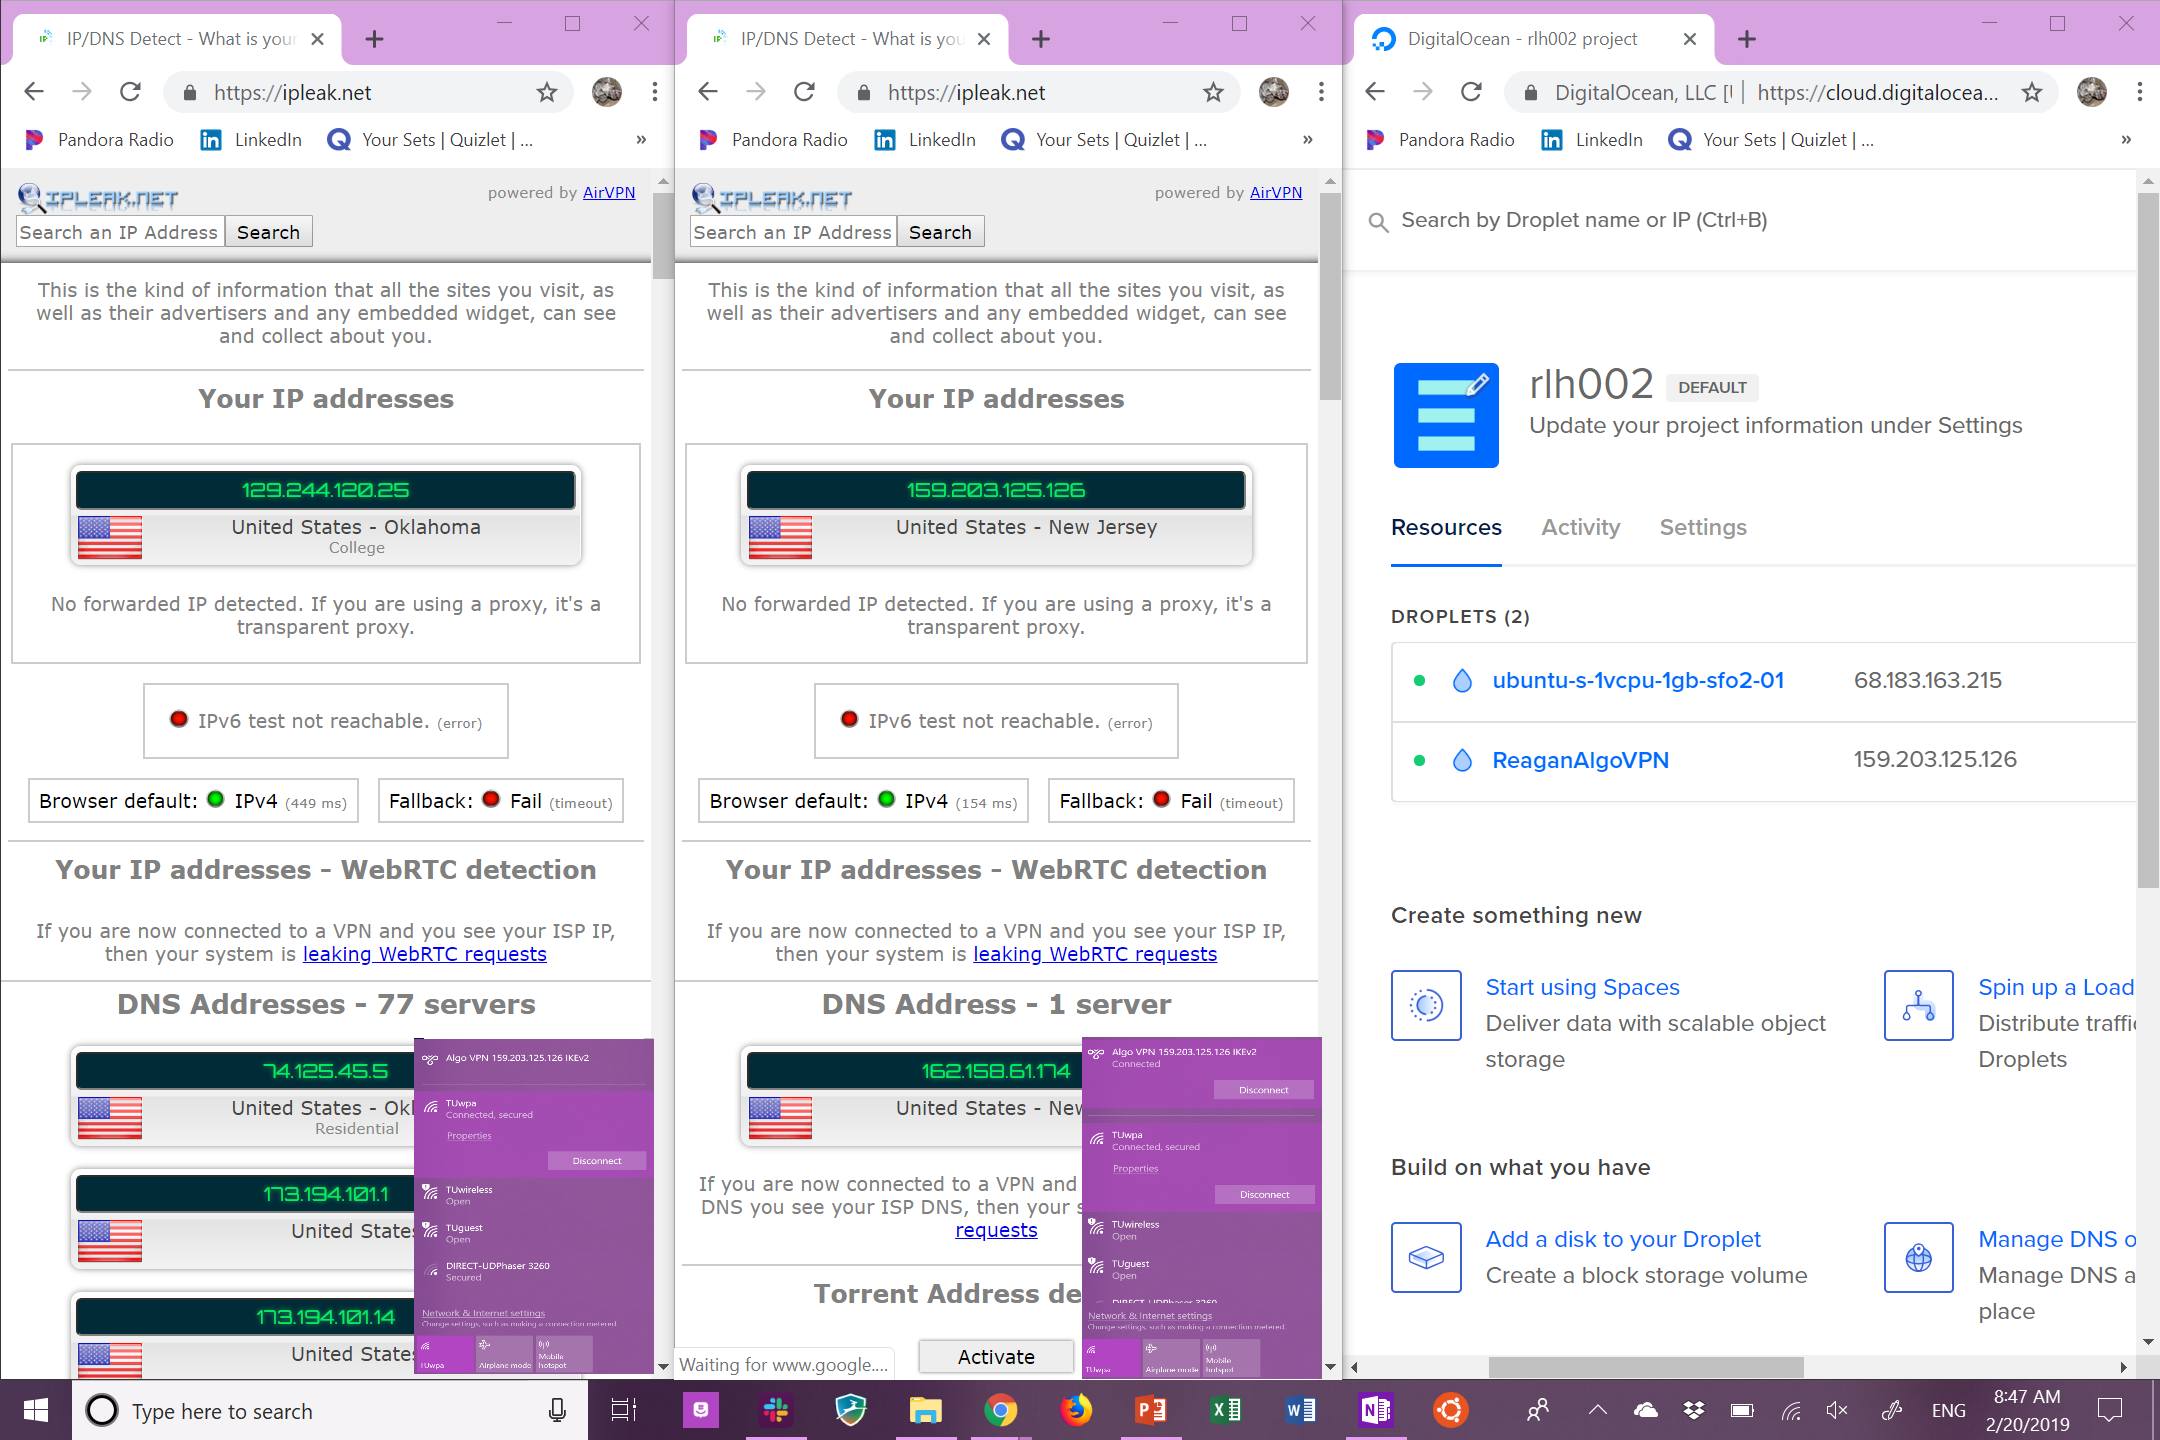 IP/DNS Detect - What is your
https://ipleak.net
Pandora Radio
LinkedIn
Your Sets | Quizlet | ...
»
IPLEAK.NET
powered by AirVPN
Search an IP Address
Search
This is the kind of information that all the sites you visit, as
well as their advertisers and any embedded widget, can see
and collect about you.
Your IP addresses
129.244.120.25
United States - Oklahoma
College
No forwarded IP detected. If you are using a proxy, it's a
transparent proxy.
IPv6 test not reachable. (error)
Browser default: IPv4 (449 ms)
Fallback: Fail (timeout)
Your IP addresses - WebRTC detection
If you are now connected to a VPN and you see your ISP IP,
then your system is leaking WebRTC requests
DNS Addresses - 77 servers
74.125.45.5
United States - Okl
Residential
173.194.101.1
United States
173.194.101.14
United States
Algo VPN 159.203.125.126 IKEv2
TUwpa
Connected, secured
Properties
Disconnect
TUwireless
Open
TUguest
Open
DIRECT-UDPhaser 3260
Secured
Network & Internet settings
Change settings, such as making a connection metered.
TUwpa
Airplane mode
Mobile
hotspot
IP/DNS Detect - What is you
https://ipleak.net
Pandora Radio
LinkedIn
Your Sets | Quizlet | ...
»
IPLEAK.NET
powered by AirVPN
Search an IP Address
Search
This is the kind of information that all the sites you visit, as
well as their advertisers and any embedded widget, can see
and collect about you.
Your IP addresses
159.203.125.126
United States - New Jersey
No forwarded IP detected. If you are using a proxy, it's a
transparent proxy.
IPv6 test not reachable. (error)
Browser default: IPv4 (154 ms)
Fallback: Fail (timeout)
Your IP addresses - WebRTC detection
If you are now connected to a VPN and you see your ISP IP,
then your system is leaking WebRTC requests
DNS Address - 1 server
162.158.61.174
United States - New
If you are now connected to a VPN and
DNS you see your ISP DNS, then your s
requests
Torrent Address de
Activate
Waiting for www.google....
Algo VPN 159.203.125.126 IKEv2
Connected
Disconnect
TUwpa
Connected, secured
Properties
Disconnect
TUwireless
Open
TUguest
Open
DIRECT-UDPhaser 3260
Network & Internet settings
Change settings, such as making a connection metered.
TUwpa
Airplane mode
Mobile
hotspot
DigitalOcean - rlh002 project
DigitalOcean, LLC [U | https://cloud.digitalocea...
Pandora Radio
LinkedIn
Your Sets | Quizlet | ...
»
Search by Droplet name or IP (Ctrl+B)
rlh002 DEFAULT
Update your project information under Settings
Resources
Activity
Settings
DROPLETS (2)
ubuntu-s-1vcpu-1gb-sfo2-01 68.183.163.215
ReaganAlgoVPN 159.203.125.126
Create something new
Start using Spaces
Deliver data with scalable object
storage
Spin up a Load
Distribute traffi
Droplets
Build on what you have
Add a disk to your Droplet
Create a block storage volume
Manage DNS o
Manage DNS a
place
Type here to search
ENG
8:47 AM
2/20/2019